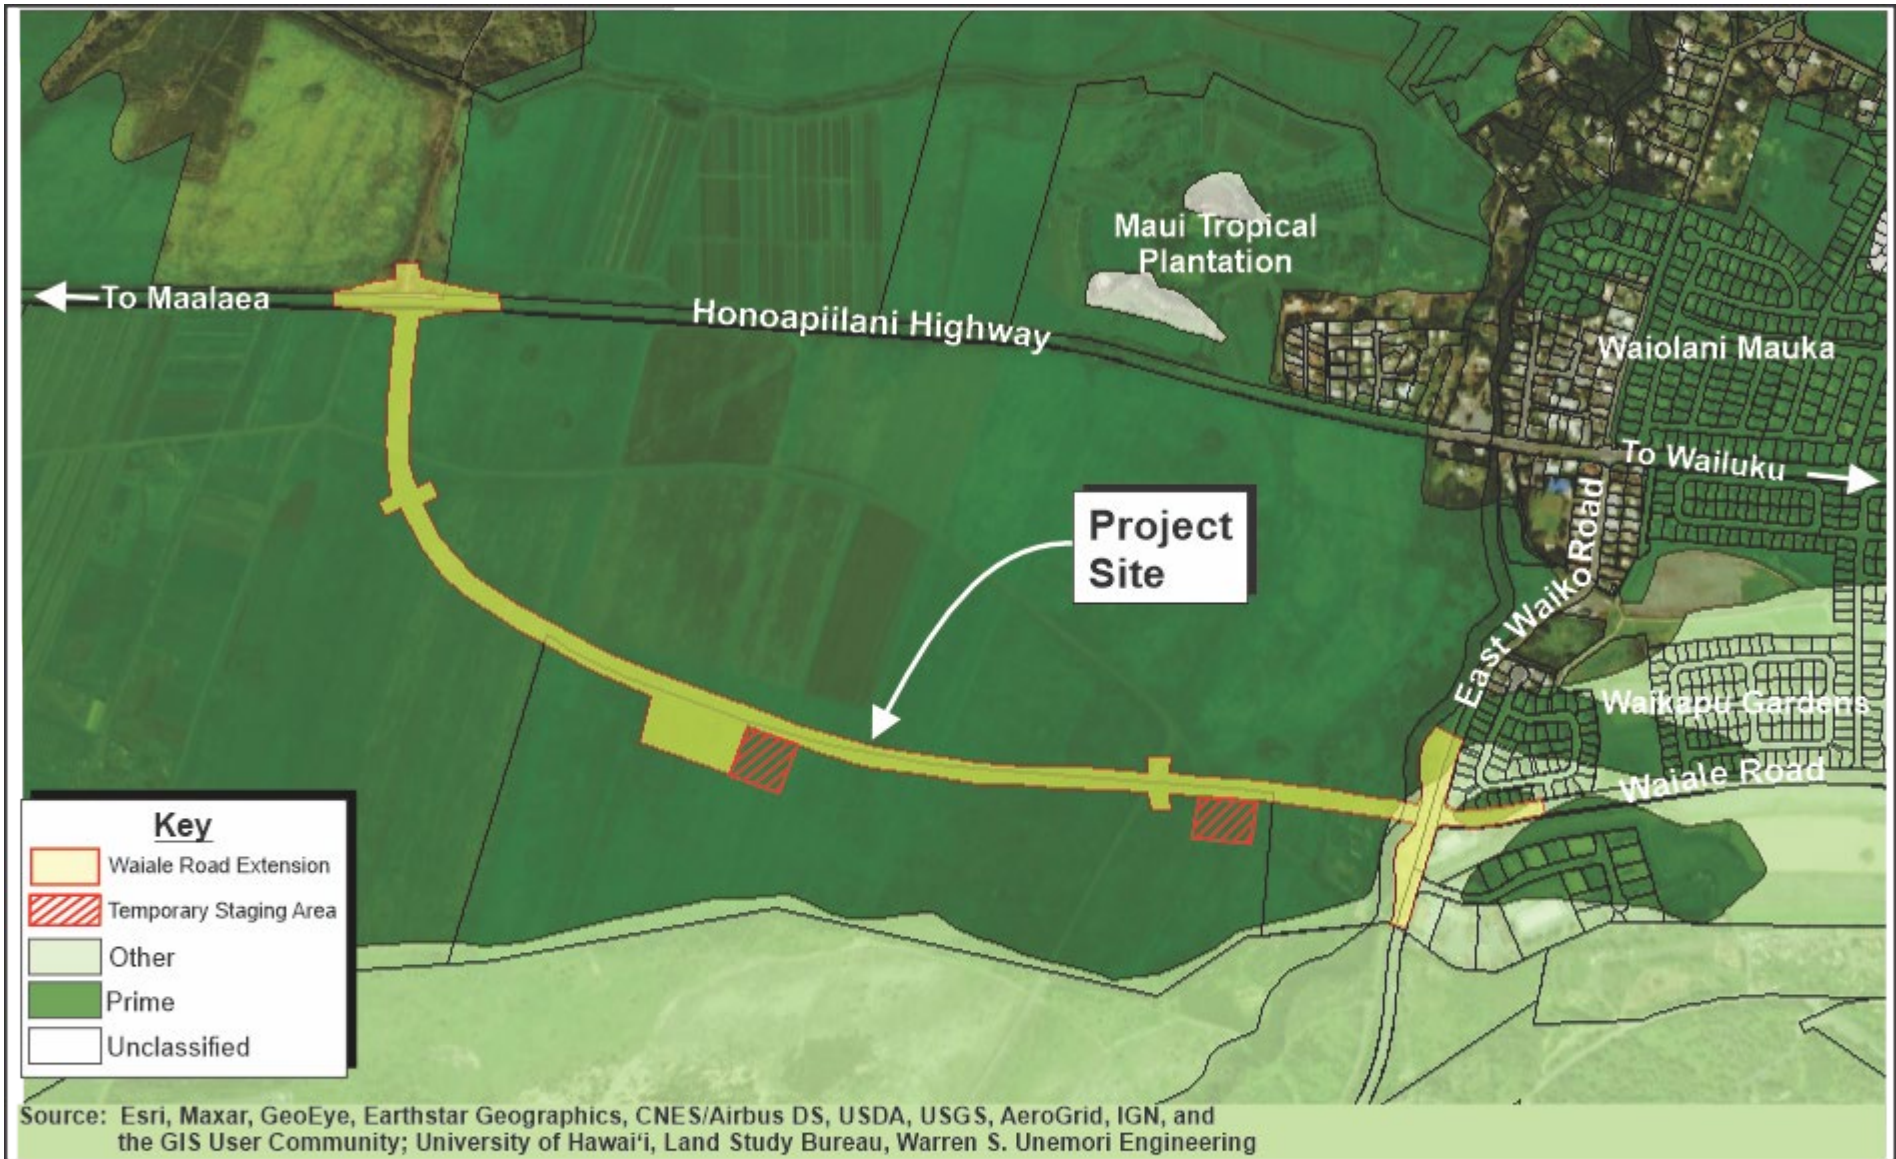 Maui Tropical
Plantation
To Maalaea
Honoapiilani Highway
Waiolani Mauka
To Wailuku
Project
Site
East Waiko Road
Waikapu Gardens
Waiale Road
Key
Waiale Road Extension
Temporary Staging Area
Other
Prime
Unclassified
Source: Esri, Maxar, GeoEye, Earthstar Geographics, CNES/Airbus DS, USDA, USGS, AeroGrid, IGN, and
the GIS User Community; University of Hawaiʻi, Land Study Bureau, Warren S. Unemori Engineering